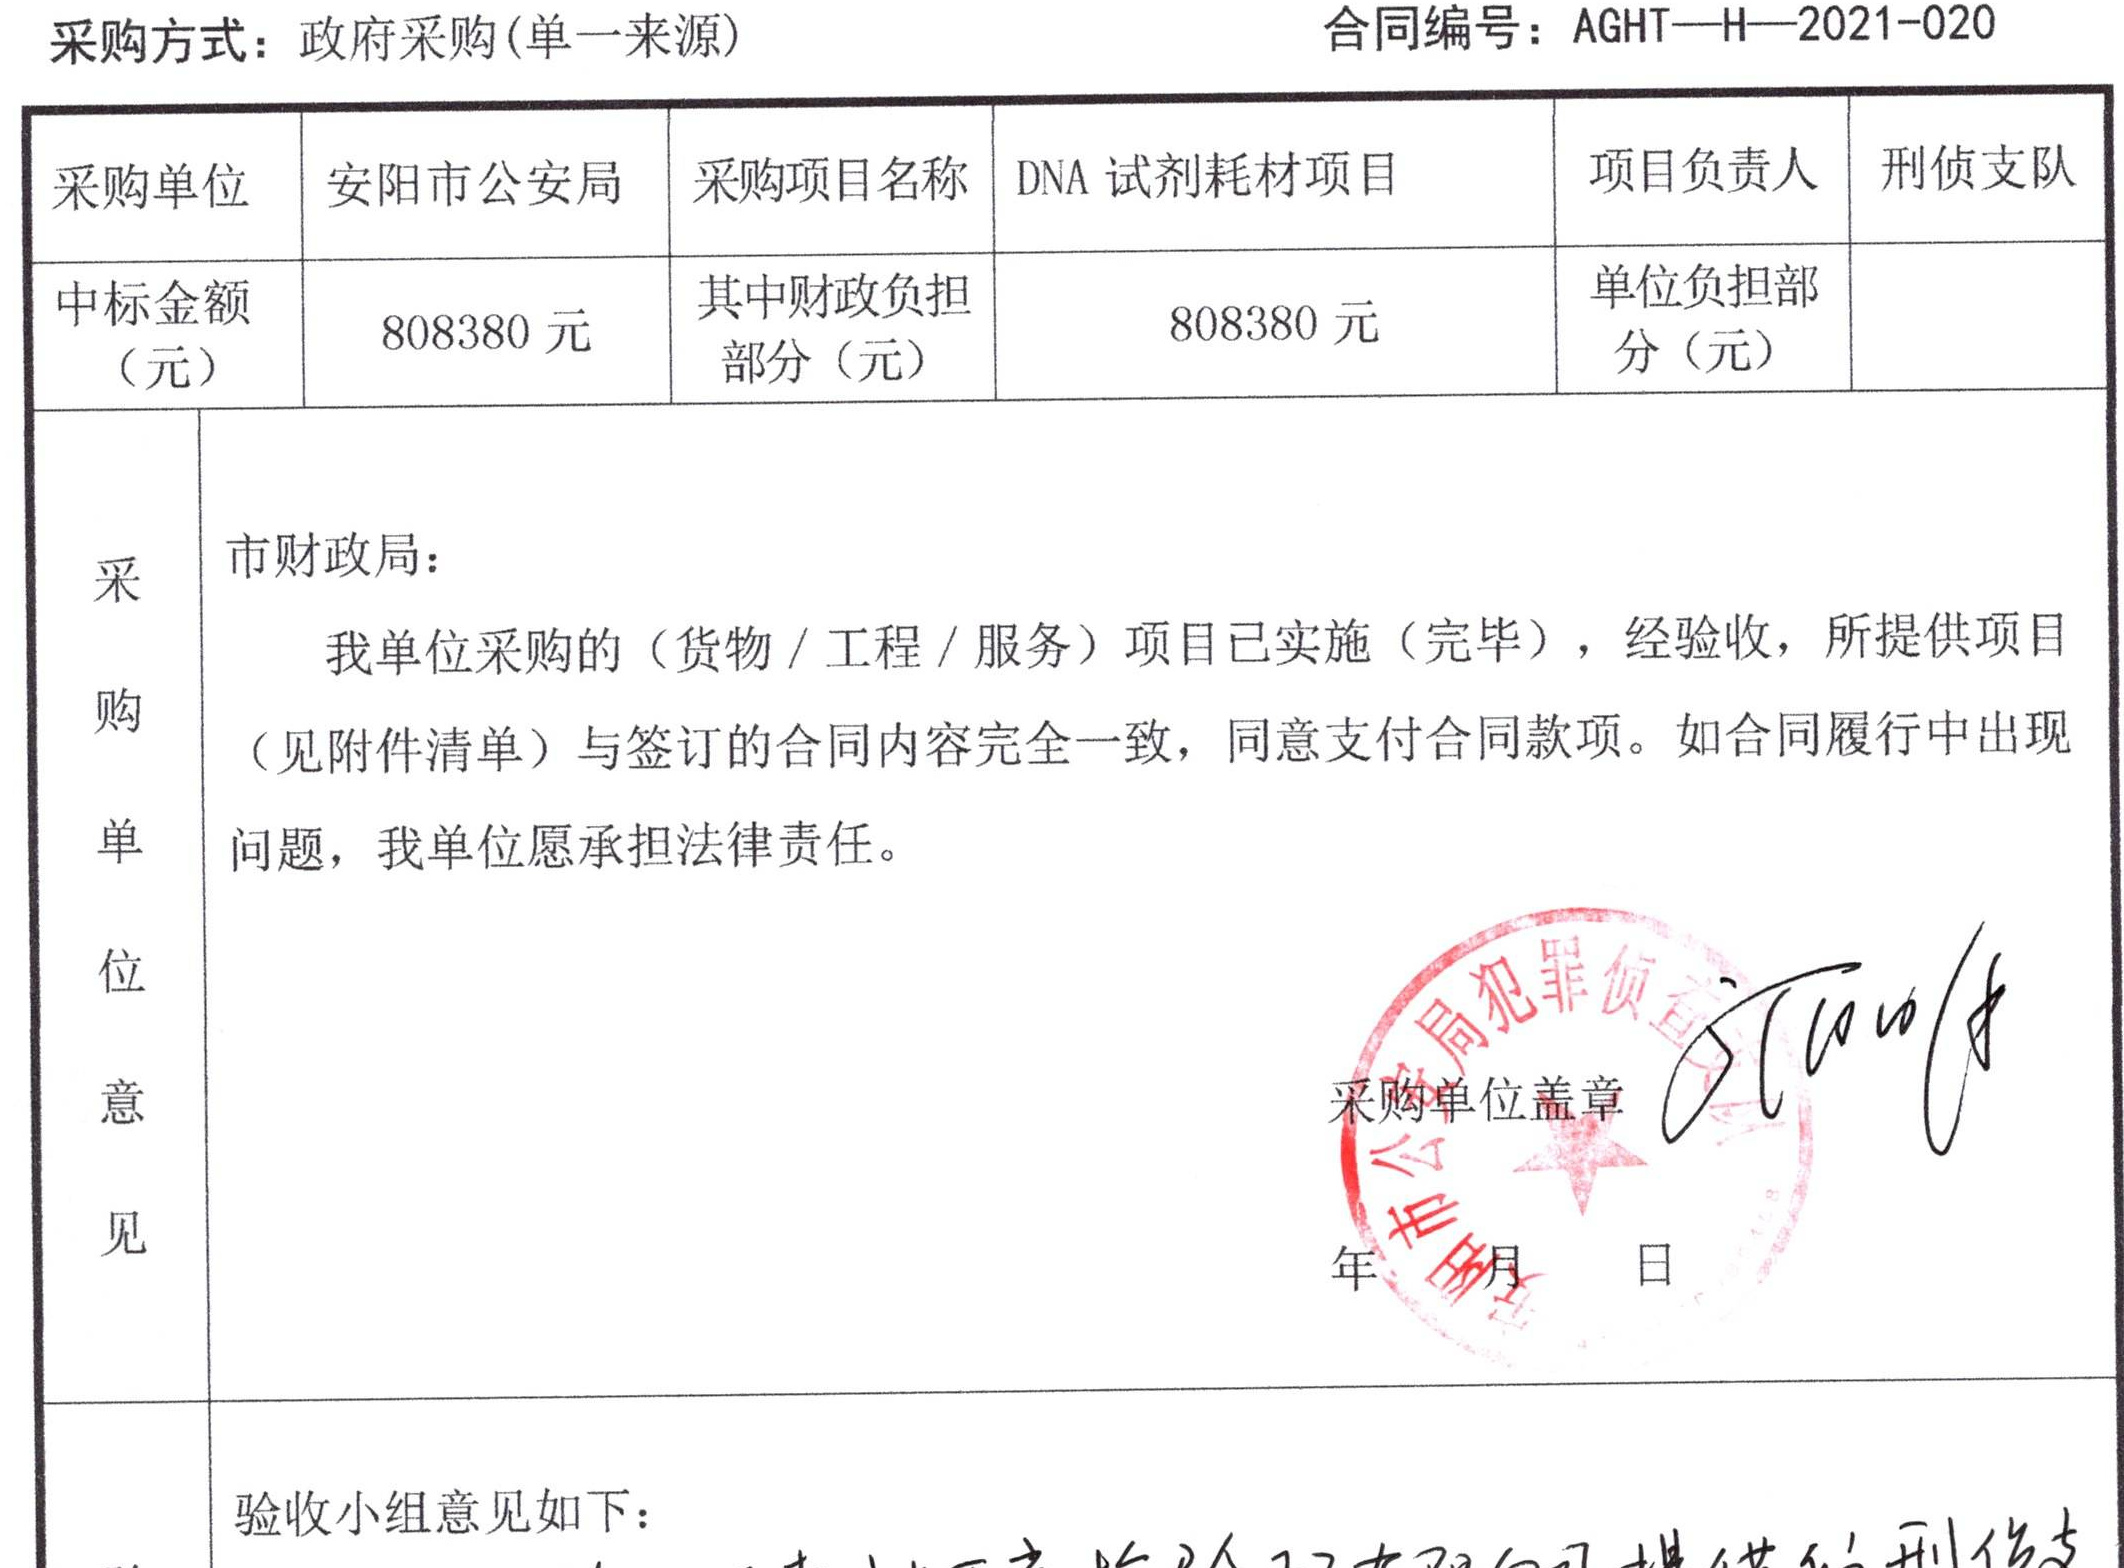 采购方式：政府采购(单一来源)
合同编号：AGHT—H—2021-020
采购单位
安阳市公安局
采购项目名称
DNA 试剂耗材项目
项目负责人
刑侦支队
中标金额
（元）
808380 元
其中财政负担
部分（元）
808380 元
单位负担部
分（元）
采购单位意见
市财政局：
我单位采购的（货物／工程／服务）项目已实施（完毕），经验收，所提供项目
（见附件清单）与签订的合同内容完全一致，同意支付合同款项。如合同履行中出现
问题，我单位愿承担法律责任。
安阳市公安局犯罪侦查支队
采购单位盖章
年 月 日
验收小组意见如下：